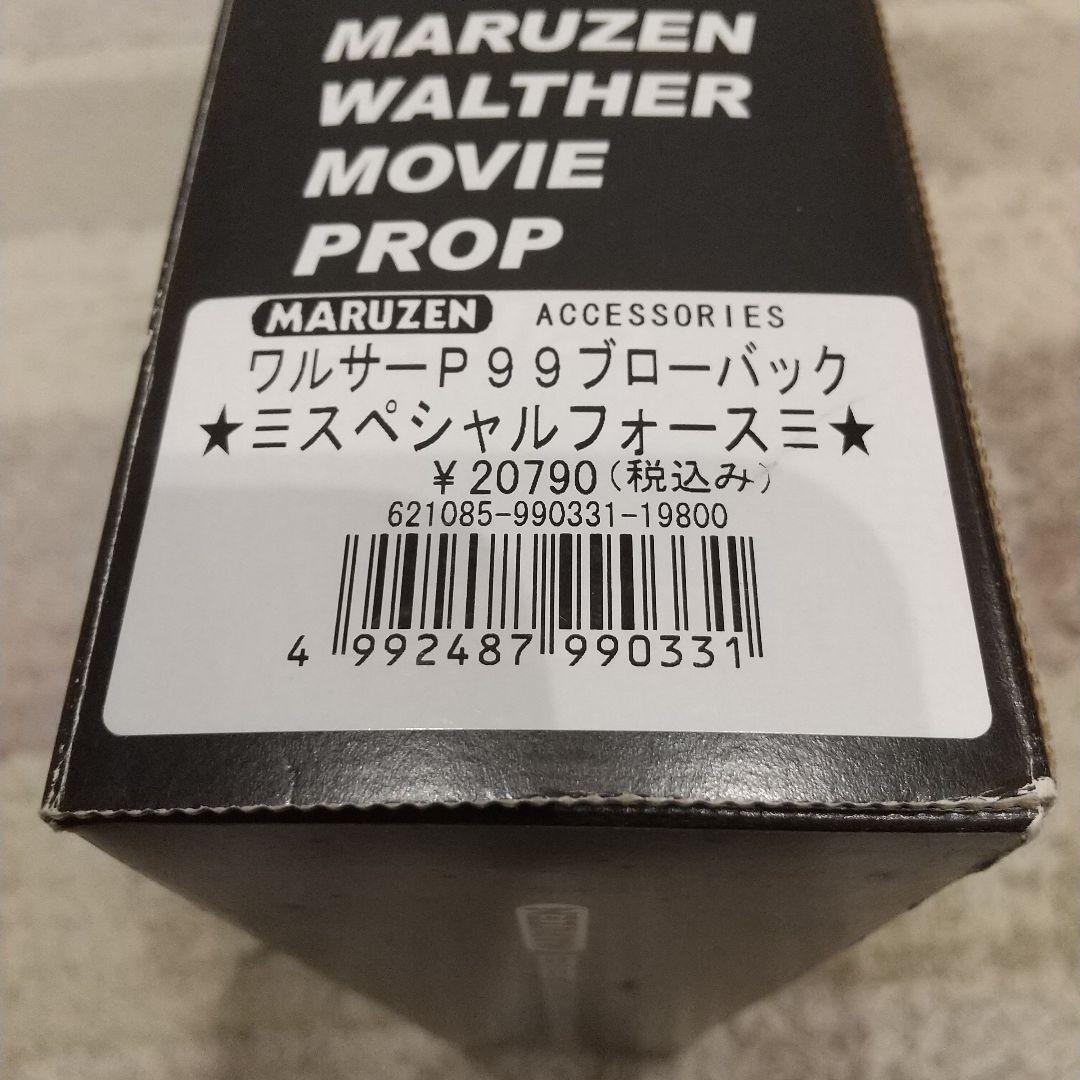 MARUZEN
WALTHER
MOVIE
PROP
MARUZEN ACCESSORIES
ワルサーP99ブローバック
★三スペシャルフォース三★
￥20790(税込み)
621085-990331-19800
4 992487 990331